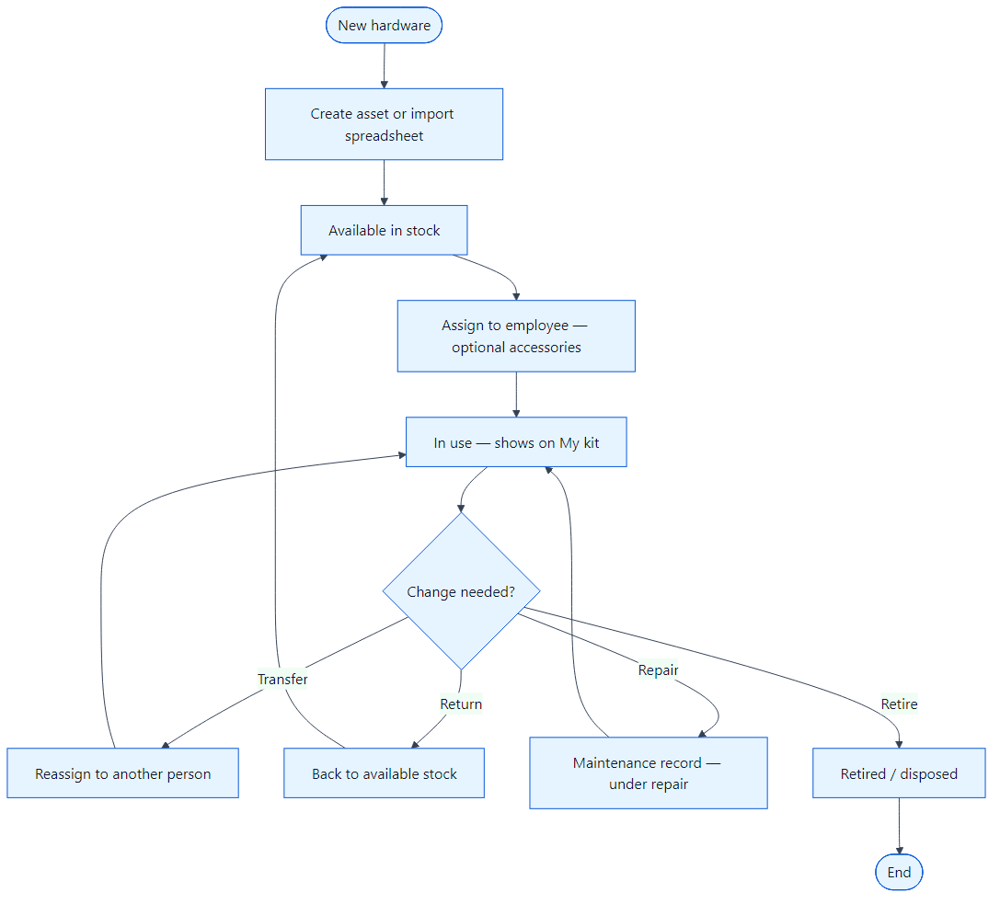 New hardware
Create asset or import
spreadsheet
Available in stock
Assign to employee —
optional accessories
In use — shows on My kit
Change needed?
Transfer
Return
Repair
Retire
Reassign to another person
Back to available stock
Maintenance record —
under repair
Retired / disposed
End